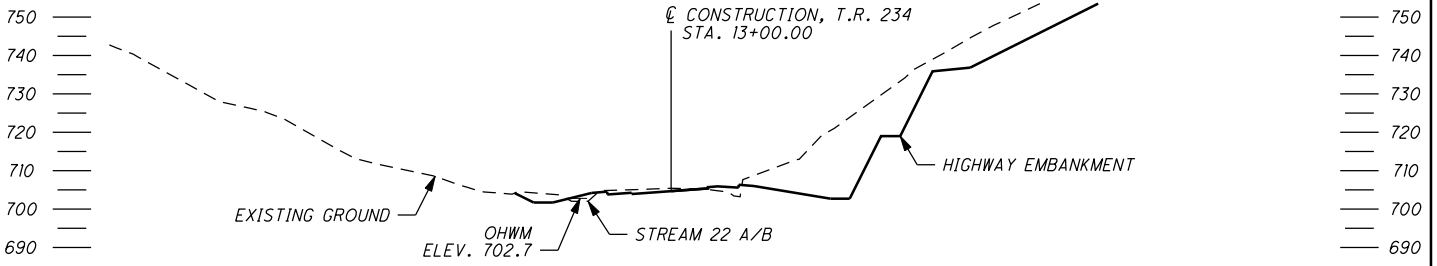 ℄ CONSTRUCTION, T.R. 234
STA. 13+00.00
750
740
730
720
710
700
690
750
740
730
720
710
700
690
HIGHWAY EMBANKMENT
EXISTING GROUND
OHWM
ELEV. 702.7
STREAM 22 A/B